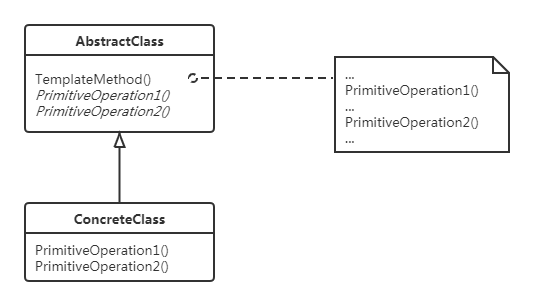 AbstractClass
TemplateMethod()
PrimitiveOperation1()
PrimitiveOperation2()
...
PrimitiveOperation1()
...
PrimitiveOperation2()
...
ConcreteClass
PrimitiveOperation1()
PrimitiveOperation2()